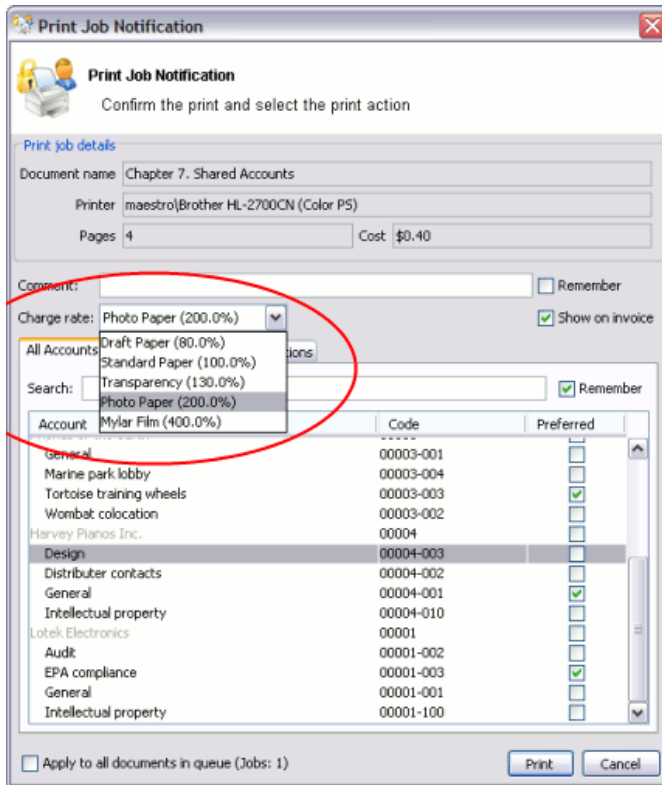 Print Job Notification
Print Job Notification
Confirm the print and select the print action
Print job details
Document name Chapter 7. Shared Accounts
Printer maestro\Brother HL-2700CN (Color PS)
Pages 4 Cost $0.40
Comment: Remember
Charge rate: Photo Paper (200.0%) Show on invoice
Draft Paper (80.0%)
All Accounts
Standard Paper (100.0%)
Transparency (130.0%)
Search: Remember
Photo Paper (200.0%)
Mylar Film (400.0%)
Account Code Preferred
General 00003-001
Marine park lobby 00003-004
Tortoise training wheels 00003-003
Wombat colocation 00003-002
Harvey Pianos Inc. 00004
Design 00004-003
Distributer contacts 00004-002
General 00004-001
Intellectual property 00004-010
Lotek Electronics 00001
Audit 00001-002
EPA compliance 00001-003
General 00001-001
Intellectual property 00001-100
Apply to all documents in queue (Jobs: 1) Print Cancel